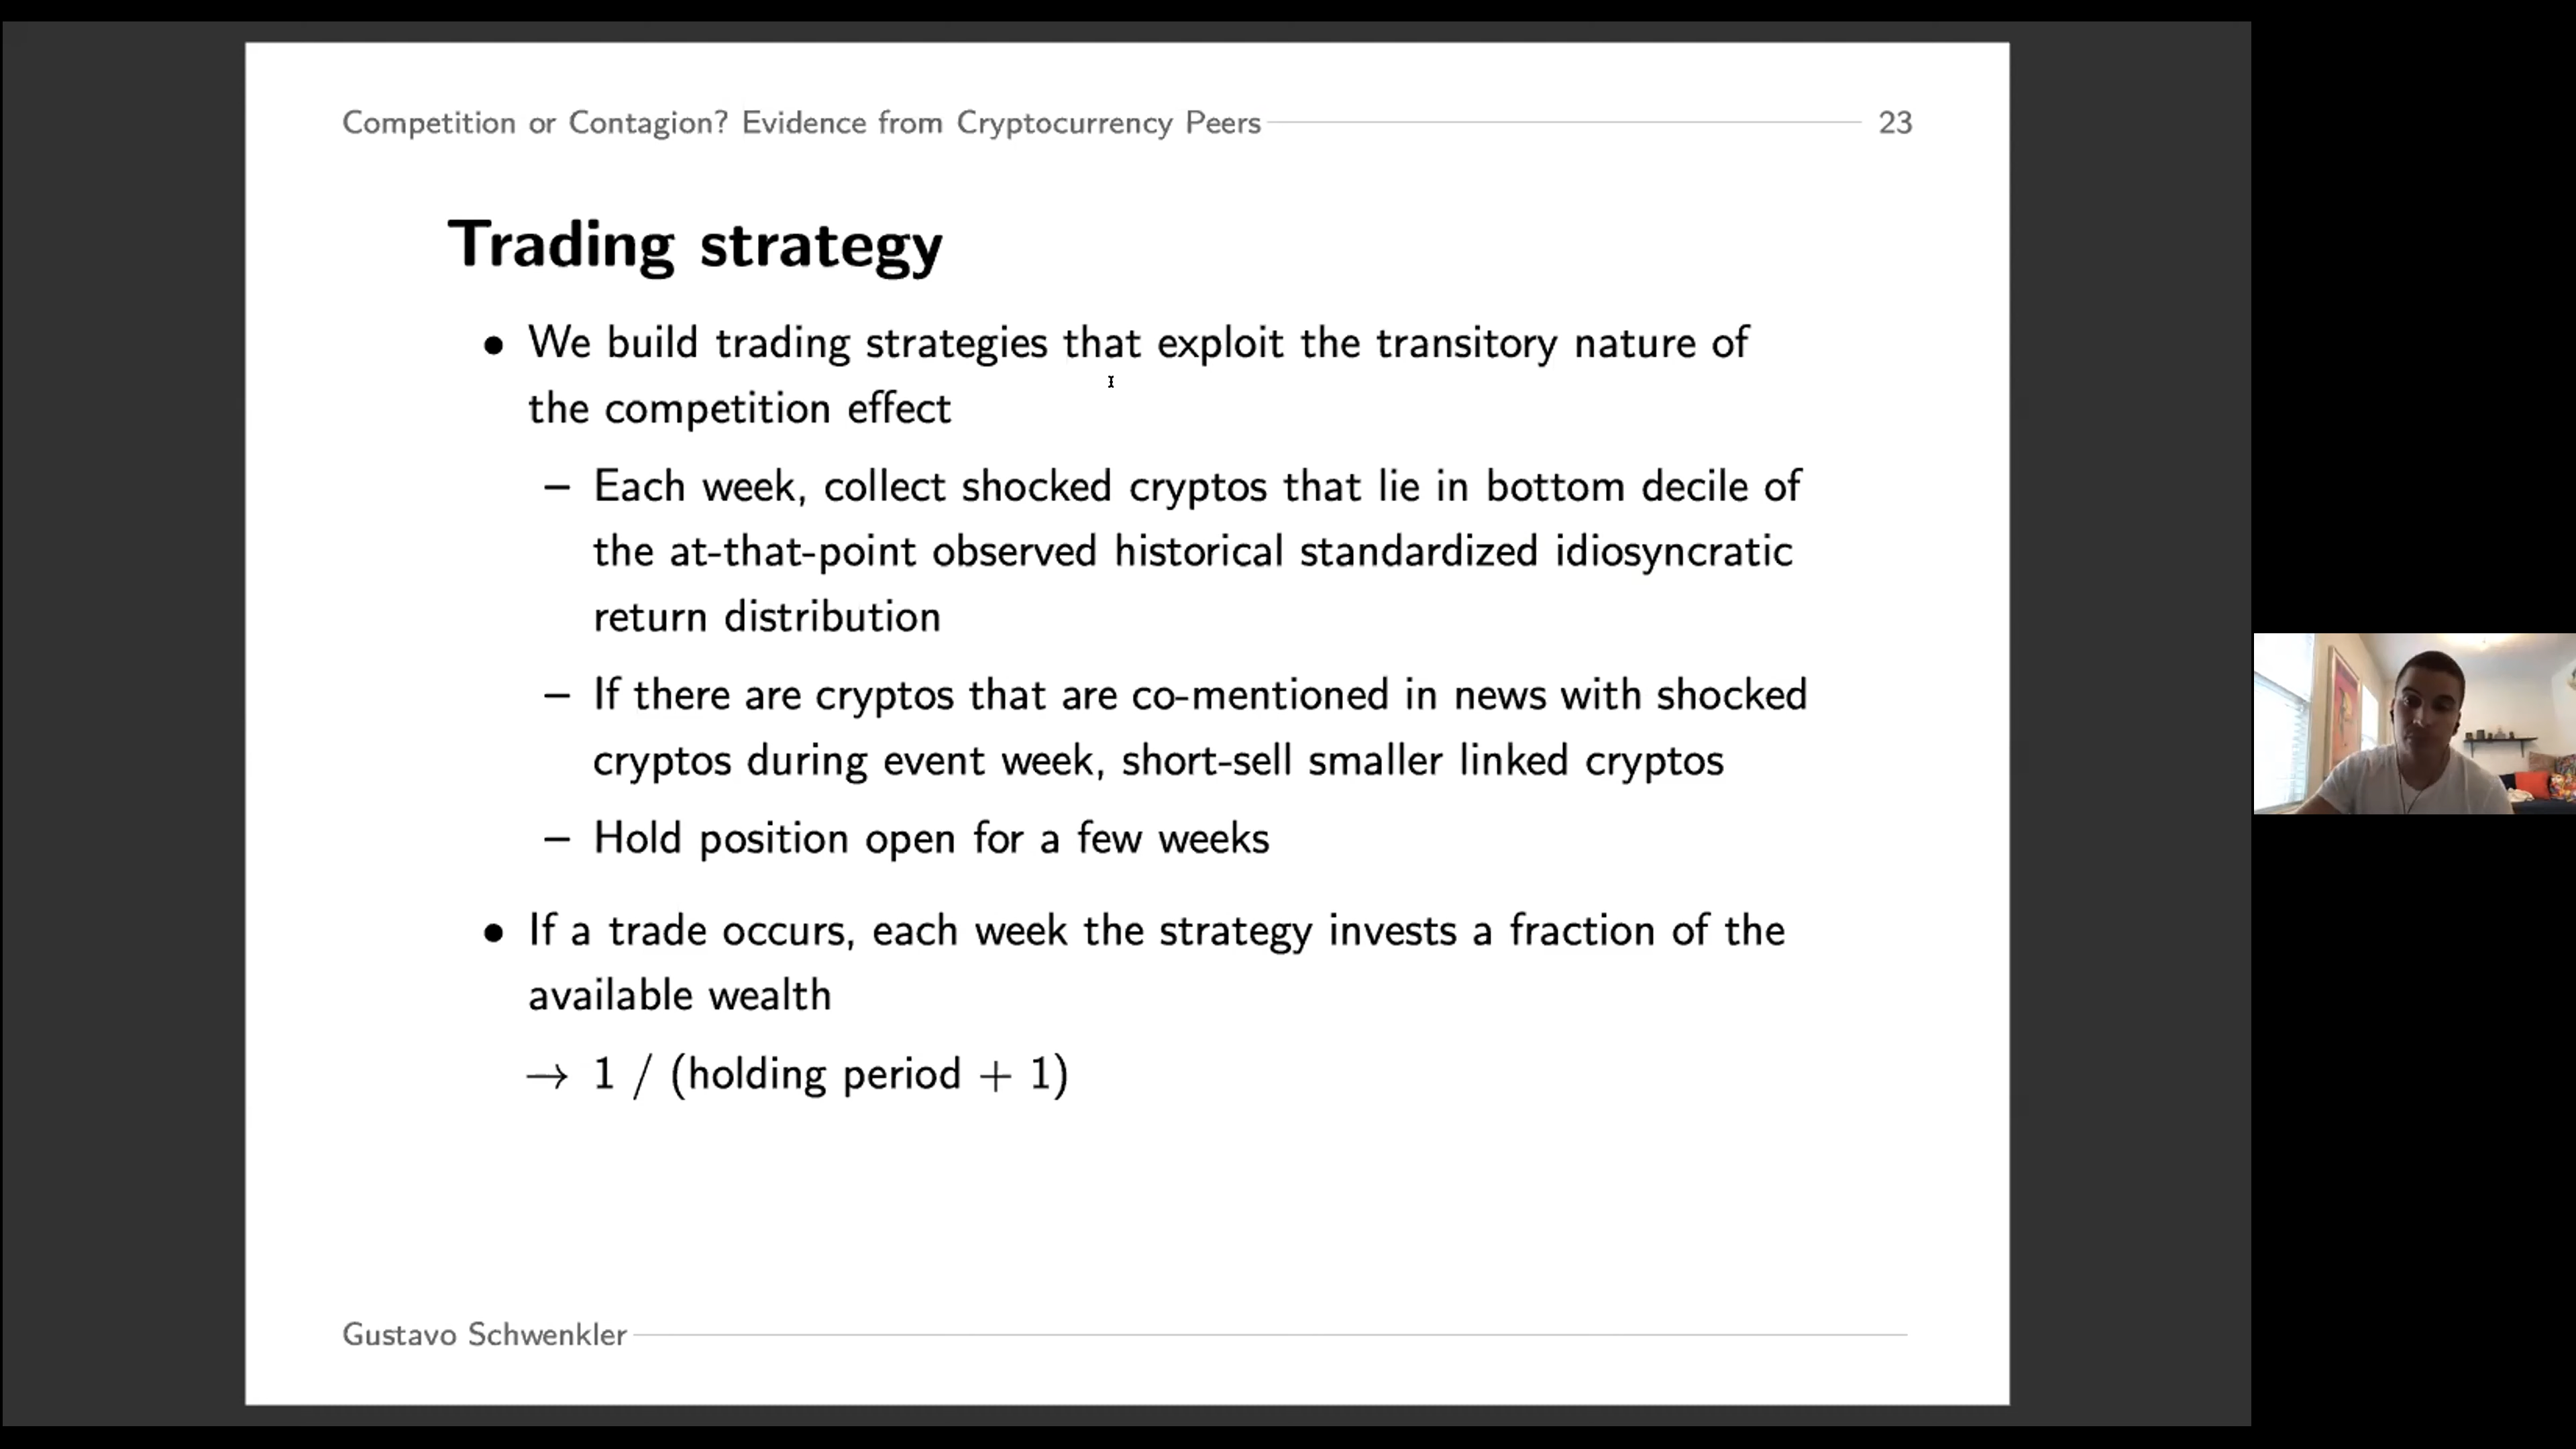 Competition or Contagion? Evidence from Cryptocurrency Peers 23
Trading strategy
• We build trading strategies that exploit the transitory nature of
the competition effect
– Each week, collect shocked cryptos that lie in bottom decile of
the at-that-point observed historical standardized idiosyncratic
return distribution
– If there are cryptos that are co-mentioned in news with shocked
cryptos during event week, short-sell smaller linked cryptos
– Hold position open for a few weeks
• If a trade occurs, each week the strategy invests a fraction of the
available wealth
→ 1 / (holding period + 1)
Gustavo Schwenkler